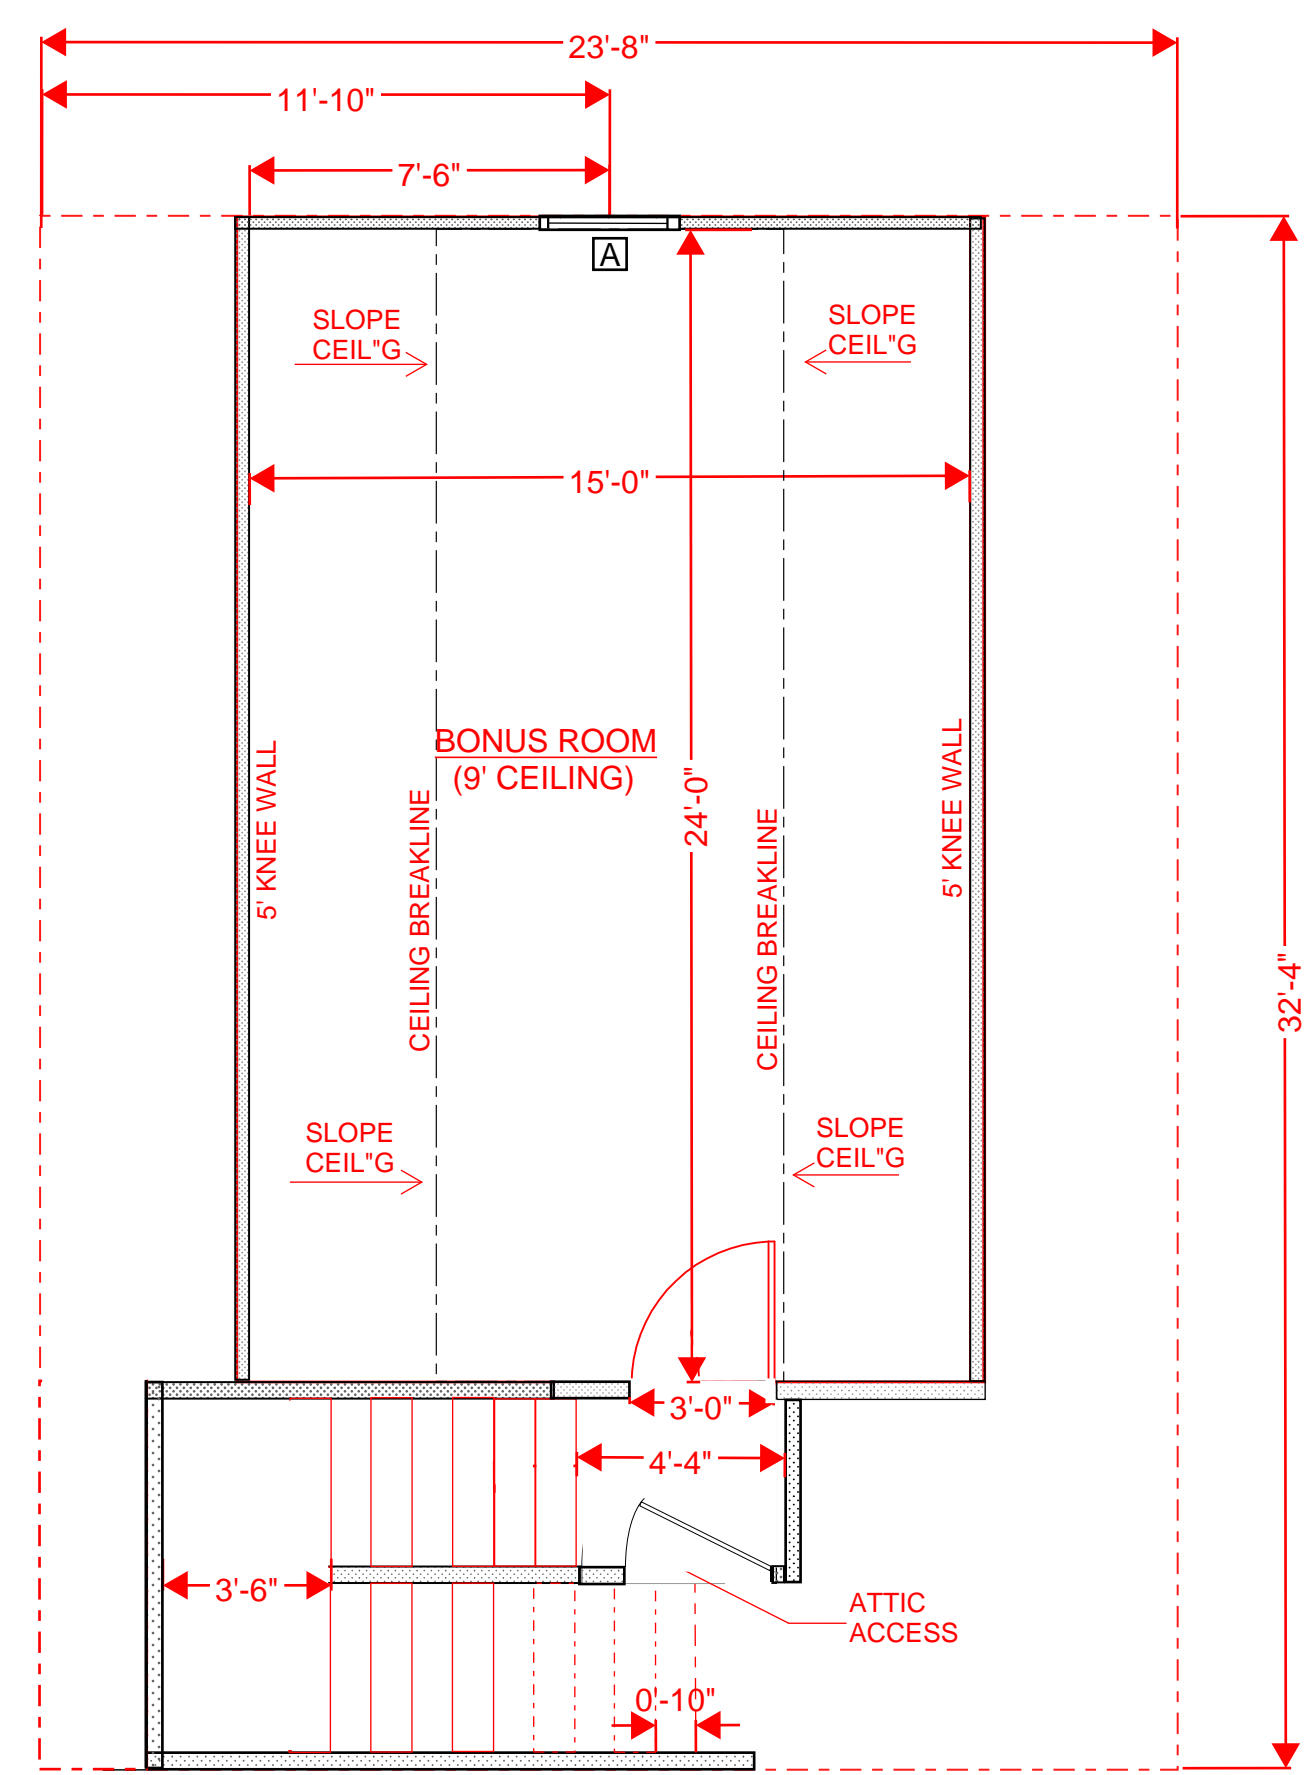 23'-8"
11'-10"
7'-6"
A
SLOPE
CEIL"G
SLOPE
CEIL"G
15'-0"
BONUS ROOM
(9' CEILING)
24'-0"
5' KNEE WALL
CEILING BREAKLINE
CEILING BREAKLINE
5' KNEE WALL
32'-4"
SLOPE
CEIL"G
SLOPE
CEIL"G
3'-0"
4'-4"
3'-6"
ATTIC
ACCESS
0'-10"